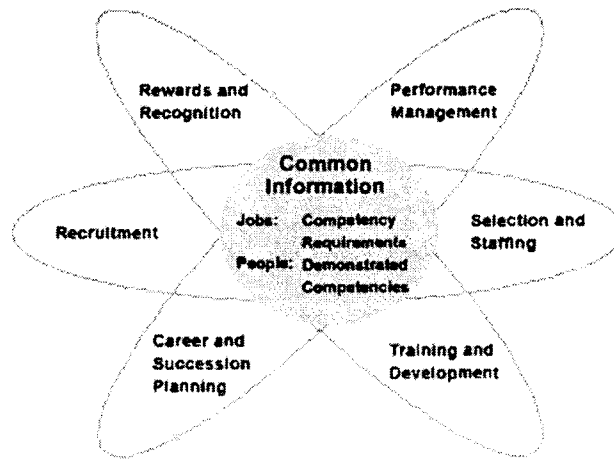 Rewards and
Recognition
Performance
Management
Common
Information
Recruitment
Jobs: Competency
Requirements
People: Demonstrated
Competencies
Selection and
Staffing
Career and
Succession
Planning
Training and
Development